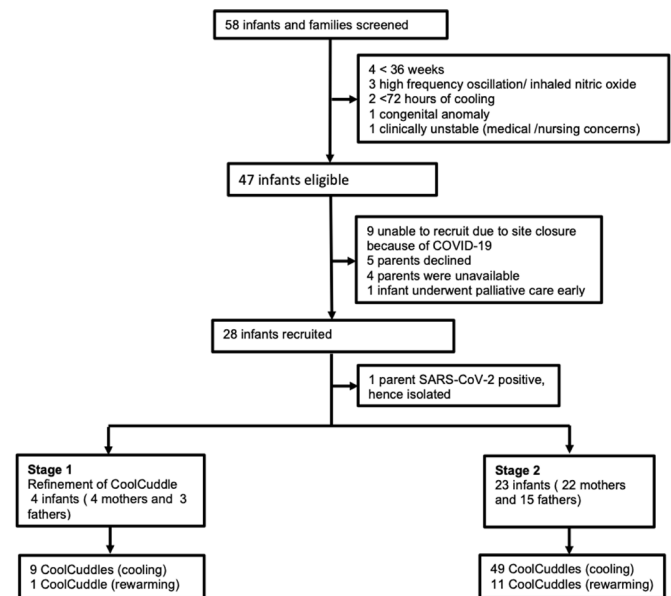 58 infants and families screened
4 < 36 weeks
3 high frequency oscillation/ inhaled nitric oxide
2 <72 hours of cooling
1 congenital anomaly
1 clinically unstable (medical /nursing concerns)
47 infants eligible
9 unable to recruit due to site closure
because of COVID-19
5 parents declined
4 parents were unavailable
1 infant underwent palliative care early
28 infants recruited
1 parent SARS-CoV-2 positive,
hence isolated
Stage 1
Refinement of CoolCuddle
4 infants ( 4 mothers and 3
fathers)
Stage 2
23 infants ( 22 mothers
and 15 fathers)
9 CoolCuddles (cooling)
1 CoolCuddle (rewarming)
49 CoolCuddles (cooling)
11 CoolCuddles (rewarming)